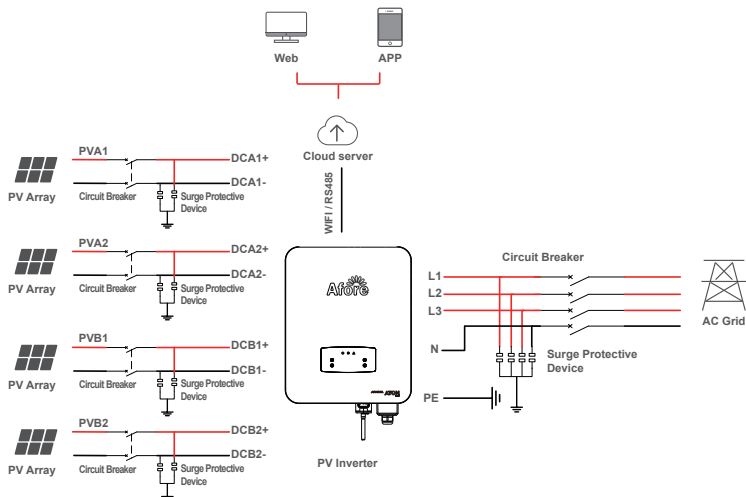 Web
APP
Cloud server
WIFI / RS485
PVA1
DCA1+
DCA1-
PV Array
Circuit Breaker
Surge Protective
Device
PVA2
DCA2+
DCA2-
PV Array
Circuit Breaker
Surge Protective
Device
PVB1
DCB1+
DCB1-
PV Array
Circuit Breaker
Surge Protective
Device
PVB2
DCB2+
DCB2-
PV Array
Circuit Breaker
Surge Protective
Device
Afore
PV Inverter
Circuit Breaker
L1
L2
L3
N
PE
Surge Protective
Device
AC Grid